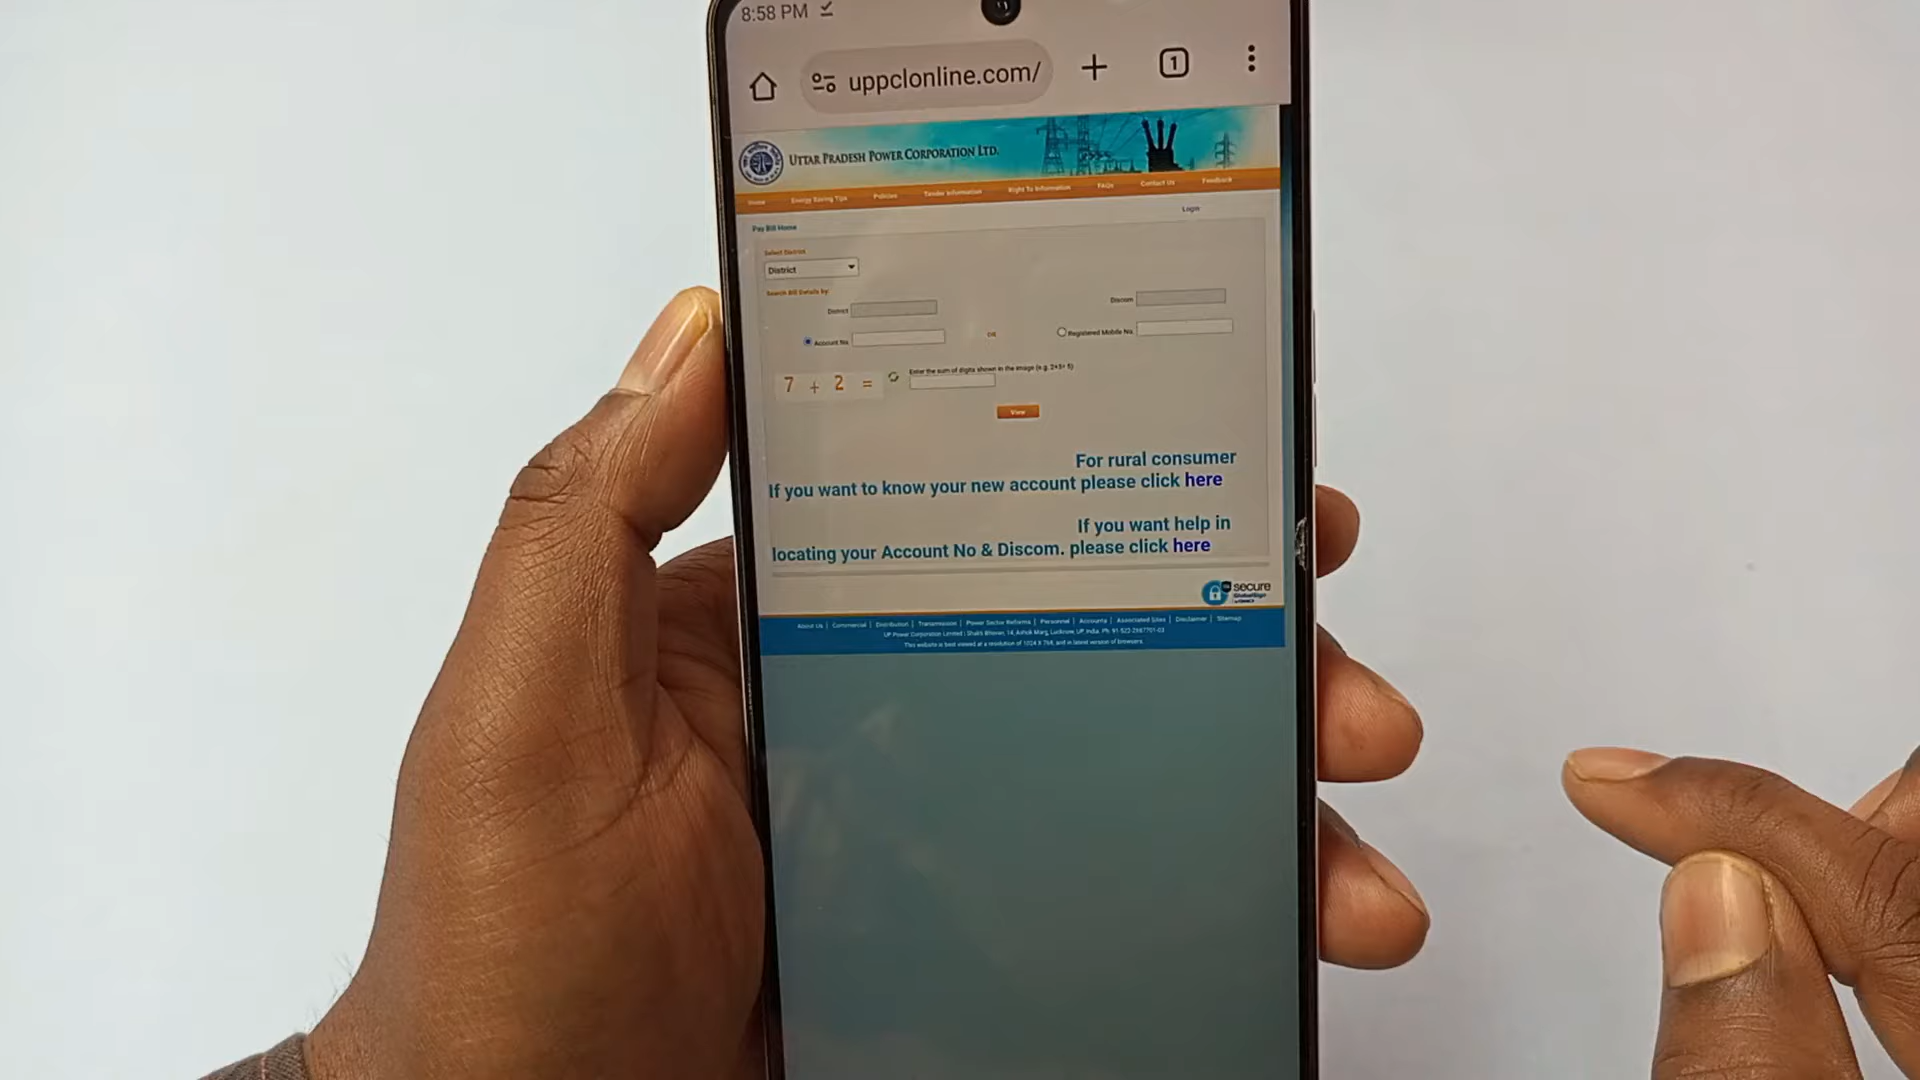 8:58 PM
uppclonline.com/
1
UTTAR PRADESH POWER CORPORATION LTD.
Home Energy Saving Tips Policies Tender Information Right To Information FAQs Contact Us Feedback
Login
Pay Bill Home
Select District
District
Search Bill Details by:
District Discom
Account No. OR Registered Mobile No.
7 + 2 =
Enter the sum of digits shown in the image (e.g. 2+3= 5)
View
For rural consumer
If you want to know your new account please click here
If you want help in
locating your Account No & Discom. please click here
secure
GlobalSign
About Us | Commercial | Distribution | Transmission | Power Sector Reforms | Personnel | Accounts | Associated Sites | Disclaimer | Sitemap
UP Power Corporation Limited | Shakti Bhawan, 14, Ashok Marg, Lucknow, UP, India.
This website is best viewed at a resolution of 1024 X 768, and in latest version of browsers.